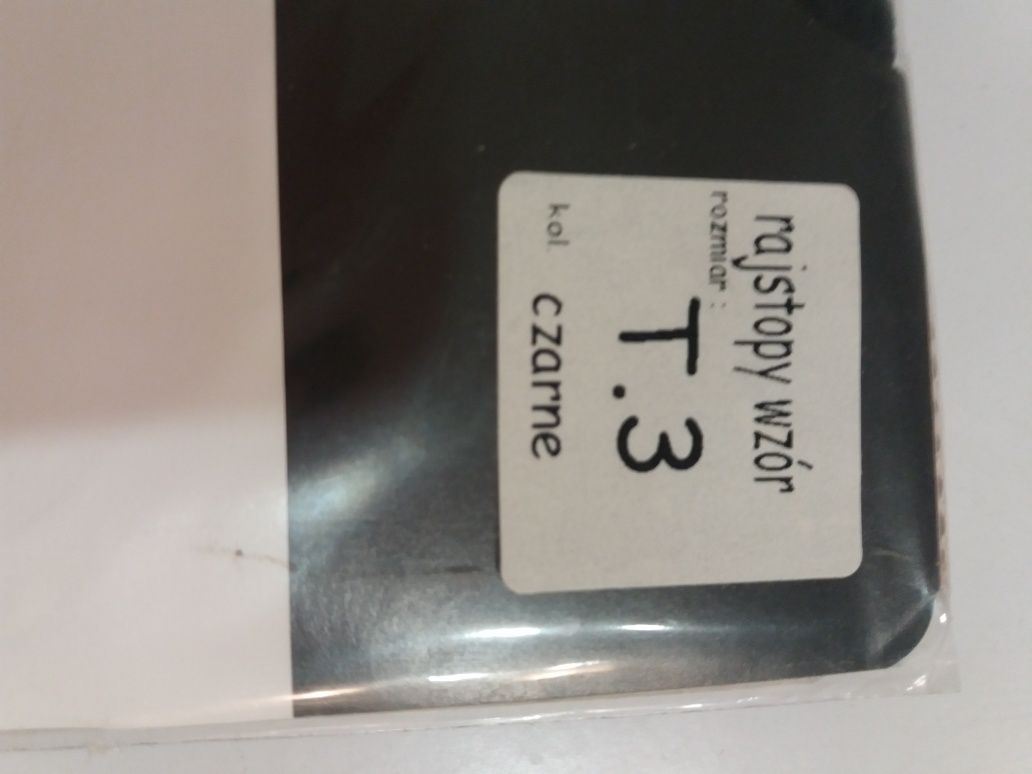 rajstopy wzór
rozmiar :
T.3
kol. czarne